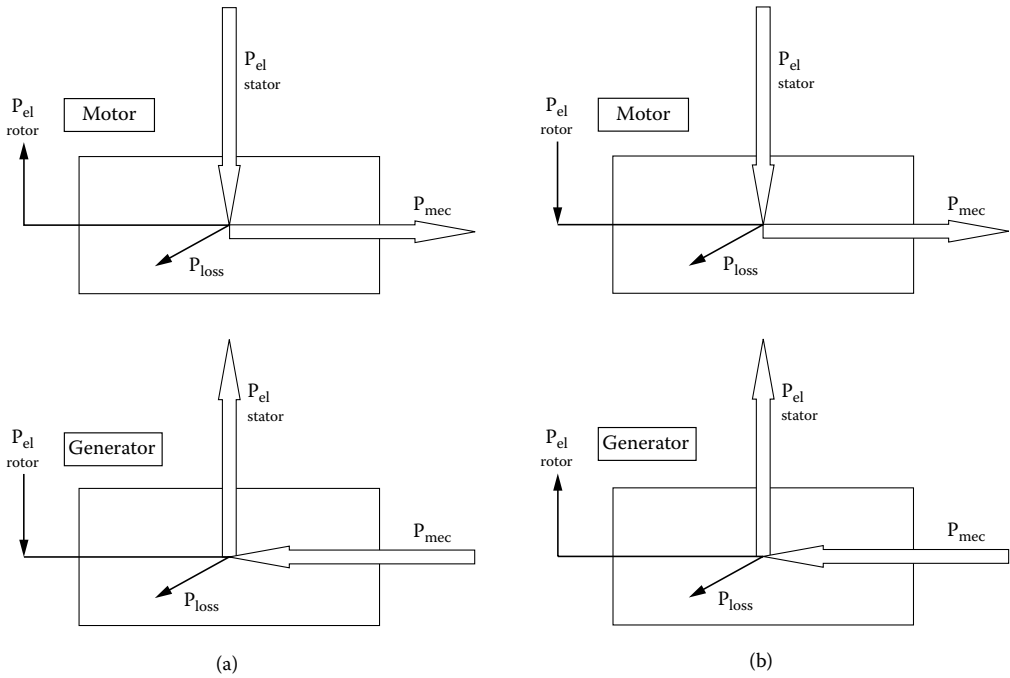 P_el
stator
P_el
rotor
Motor
P_mec
P_loss
P_el
stator
P_el
rotor
Motor
P_mec
P_loss
P_el
stator
P_el
rotor
Generator
P_mec
P_loss
P_el
stator
P_el
rotor
Generator
P_mec
P_loss
(a)
(b)